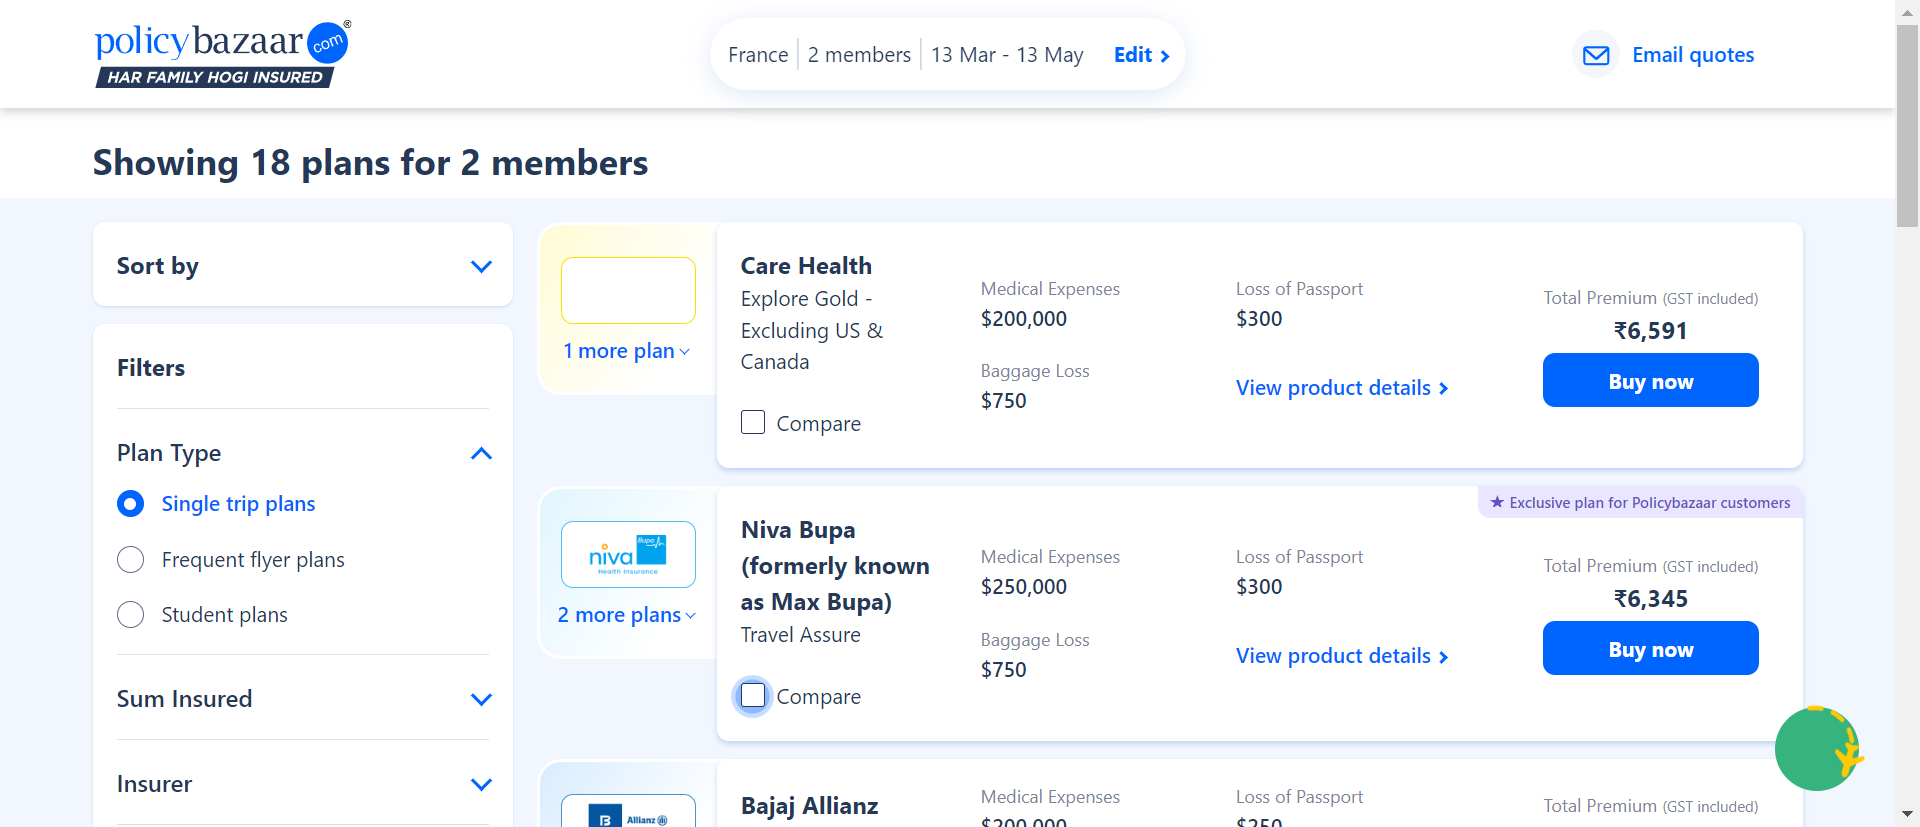 policybazaar.com®
HAR FAMILY HOGI INSURED
France 2 members 13 Mar - 13 May Edit
Email quotes
Showing 18 plans for 2 members
Sort by
Filters
Plan Type
Single trip plans
Frequent flyer plans
Student plans
Sum Insured
Insurer
1 more plan
Care Health
Explore Gold -
Excluding US &
Canada
Compare
Medical Expenses
$200,000
Baggage Loss
$750
Loss of Passport
$300
View product details
Total Premium (GST included)
₹6,591
Buy now
★ Exclusive plan for Policybazaar customers
niva Bupa
Health Insurance
2 more plans
Niva Bupa
(formerly known
as Max Bupa)
Travel Assure
Compare
Medical Expenses
$250,000
Baggage Loss
$750
Loss of Passport
$300
View product details
Total Premium (GST included)
₹6,345
Buy now
B Allianz
Bajaj Allianz
Medical Expenses
$200,000
Loss of Passport
$250
Total Premium (GST included)